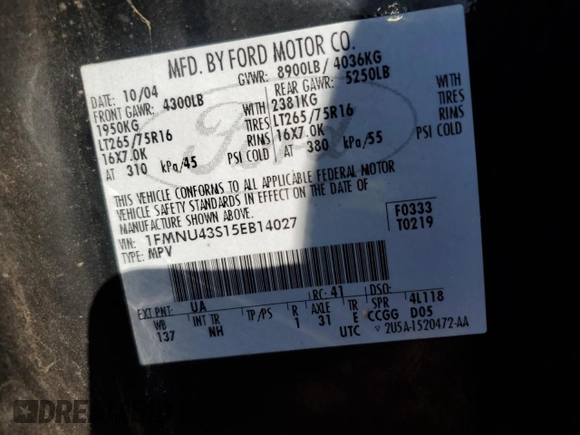 MFD. BY FORD MOTOR CO.
DATE: 10/04 GVWR: 8900LB/ 4036KG
FRONT GAWR: 4300LB REAR GAWR: 5250LB
1950KG WITH 2381KG WITH
LT265/75R16 TIRES LT265/75R16 TIRES
16X7.0K RIMS 16X7.0K RIMS
AT 310 kPa/45 PSI COLD AT 380 kPa/55 PSI COLD
THIS VEHICLE CONFORMS TO ALL APPLICABLE FEDERAL MOTOR
VEHICLE SAFETY STANDARDS IN EFFECT ON THE DATE OF
MANUFACTURE SHOWN ABOVE.
VIN: 1FMNU43S15EB14027 F0333
TYPE: MPV T0219
EXT PNT: UA RC: 41 DSO:
WB INT TR TP/PS R AXLE TR SPR 4L118
137 NH 1 31 E CCGG D05
UTC 2U5A-1520472-AA
Ford